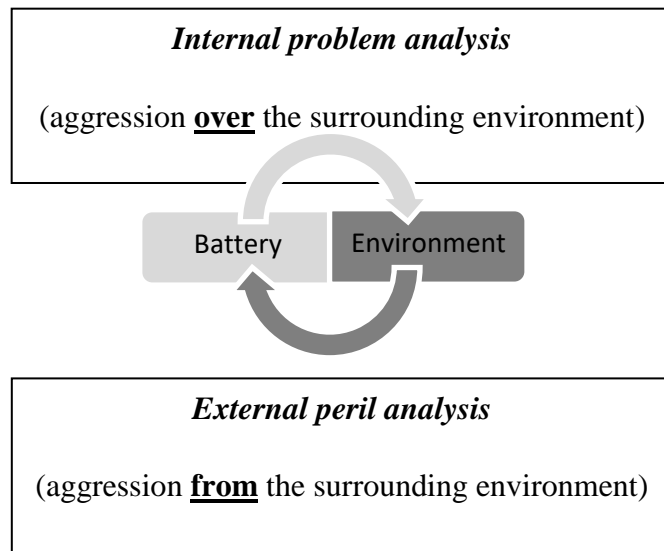 Internal problem analysis
(aggression over the surrounding environment)
Battery Environment
External peril analysis
(aggression from the surrounding environment)